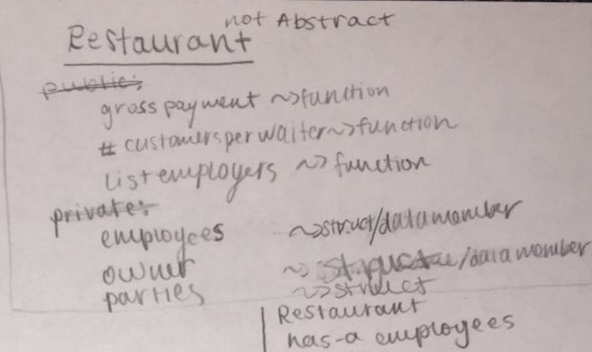 Restaurant not Abstract
public:
gross payment ~> function
# customers per waiter ~> function
list employers ~> function
private:
employees ~> struct/data member
owner ~> /data member
parties ~> struct
Restaurant
has-a employees